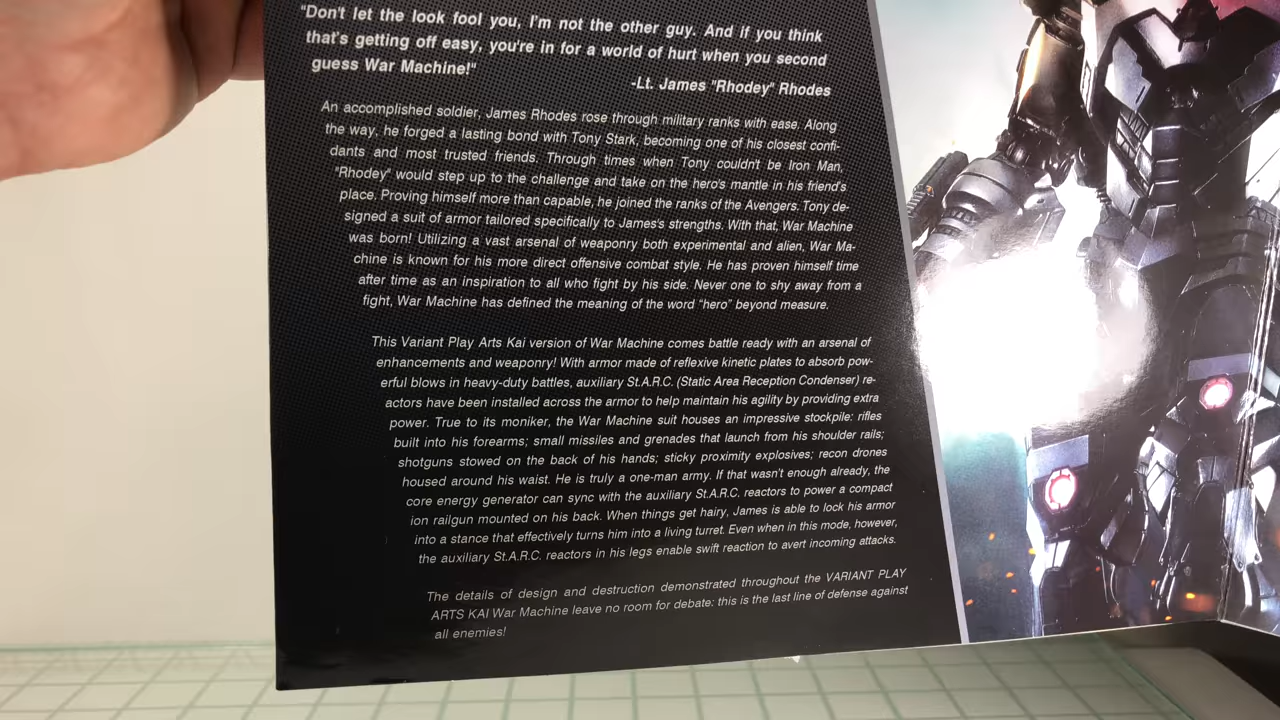 "Don't let the look fool you, I'm not the other guy. And if you think
that's getting off easy, you're in for a world of hurt when you second
guess War Machine!"
-Lt. James "Rhodey" Rhodes
An accomplished soldier, James Rhodes rose through military ranks with ease. Along
the way, he forged a lasting bond with Tony Stark, becoming one of his closest confi-
dants and most trusted friends. Through times when Tony couldn't be Iron Man,
"Rhodey" would step up to the challenge and take on the hero's mantle in his friend's
place. Proving himself more than capable, he joined the ranks of the Avengers. Tony de-
signed a suit of armor tailored specifically to James's strengths. With that, War Machine
was born! Utilizing a vast arsenal of weaponry both experimental and alien, War Ma-
chine is known for his more direct offensive combat style. He has proven himself time
after time as an inspiration to all who fight by his side. Never one to shy away from a
fight, War Machine has defined the meaning of the word "hero" beyond measure.
This Variant Play Arts Kai version of War Machine comes battle ready with an arsenal of
enhancements and weaponry! With armor made of reflexive kinetic plates to absorb pow-
erful blows in heavy-duty battles, auxiliary St.A.R.C. (Static Area Reception Condenser) re-
actors have been installed across the armor to help maintain his agility by providing extra
power. True to its moniker, the War Machine suit houses an impressive stockpile: rifles
built into his forearms; small missiles and grenades that launch from his shoulder rails;
shotguns stowed on the back of his hands; sticky proximity explosives; recon drones
housed around his waist. He is truly a one-man army. If that wasn't enough already, the
core energy generator can sync with the auxiliary St.A.R.C. reactors to power a compact
ion railgun mounted on his back. When things get hairy, James is able to lock his armor
into a stance that effectively turns him into a living turret. Even when in this mode, however,
the auxiliary St.A.R.C. reactors in his legs enable swift reaction to avert incoming attacks.
The details of design and destruction demonstrated throughout the VARIANT PLAY
ARTS KAI War Machine leave no room for debate: this is the last line of defense against
all enemies!